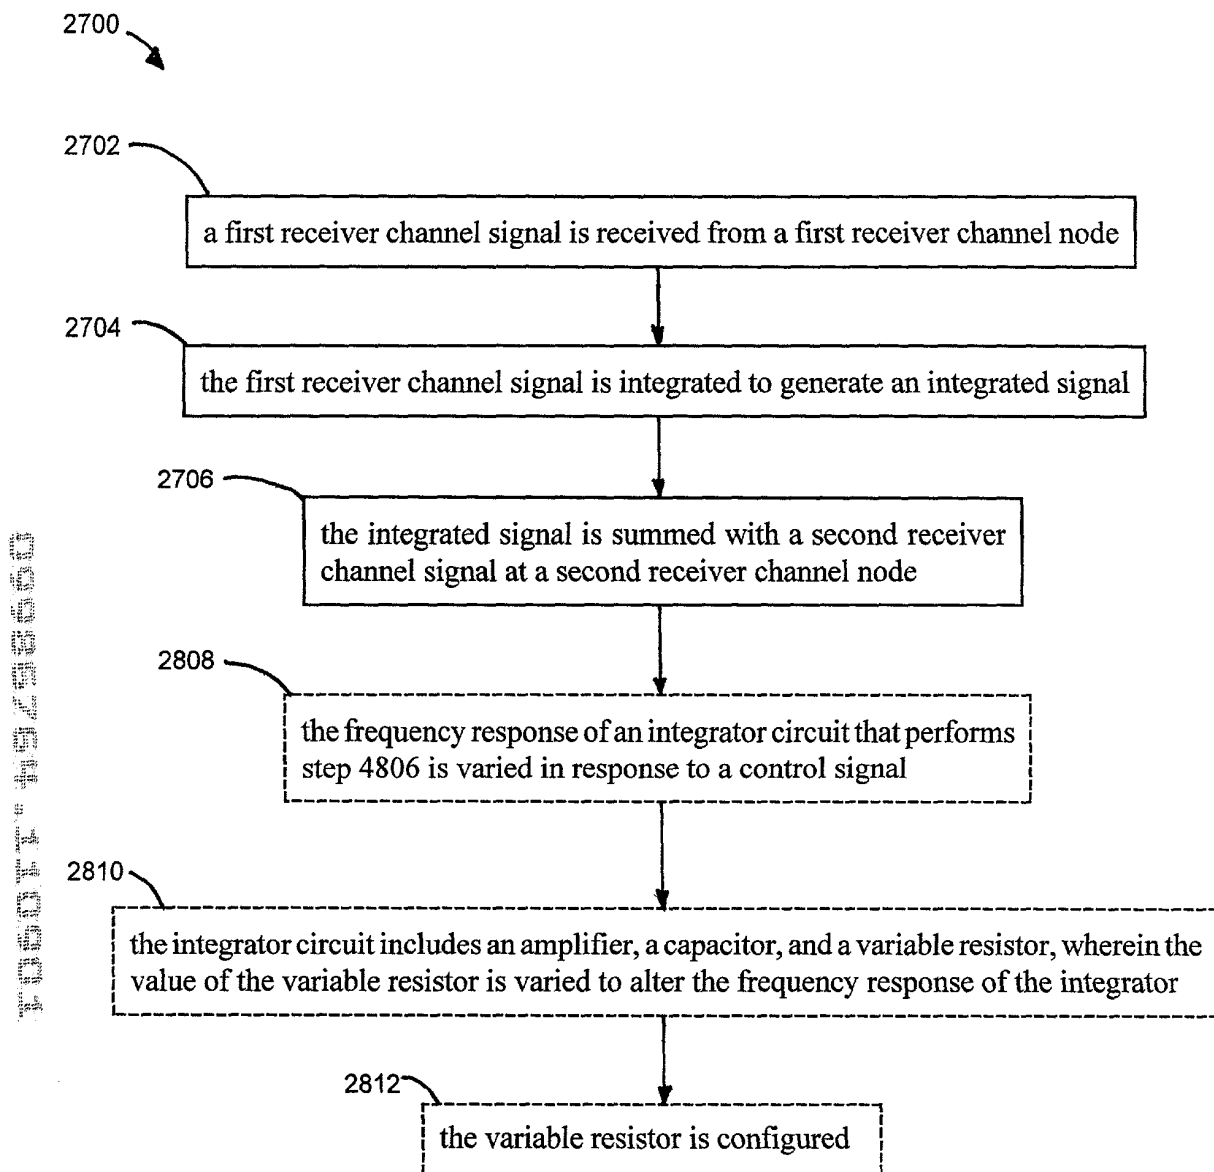 2700
2702
a first receiver channel signal is received from a first receiver channel node
2704
the first receiver channel signal is integrated to generate an integrated signal
2706
the integrated signal is summed with a second receiver
channel signal at a second receiver channel node
2808
the frequency response of an integrator circuit that performs
step 4806 is varied in response to a control signal
2810
the integrator circuit includes an amplifier, a capacitor, and a variable resistor, wherein the
value of the variable resistor is varied to alter the frequency response of the integrator
2812
the variable resistor is configured
09986764.110901